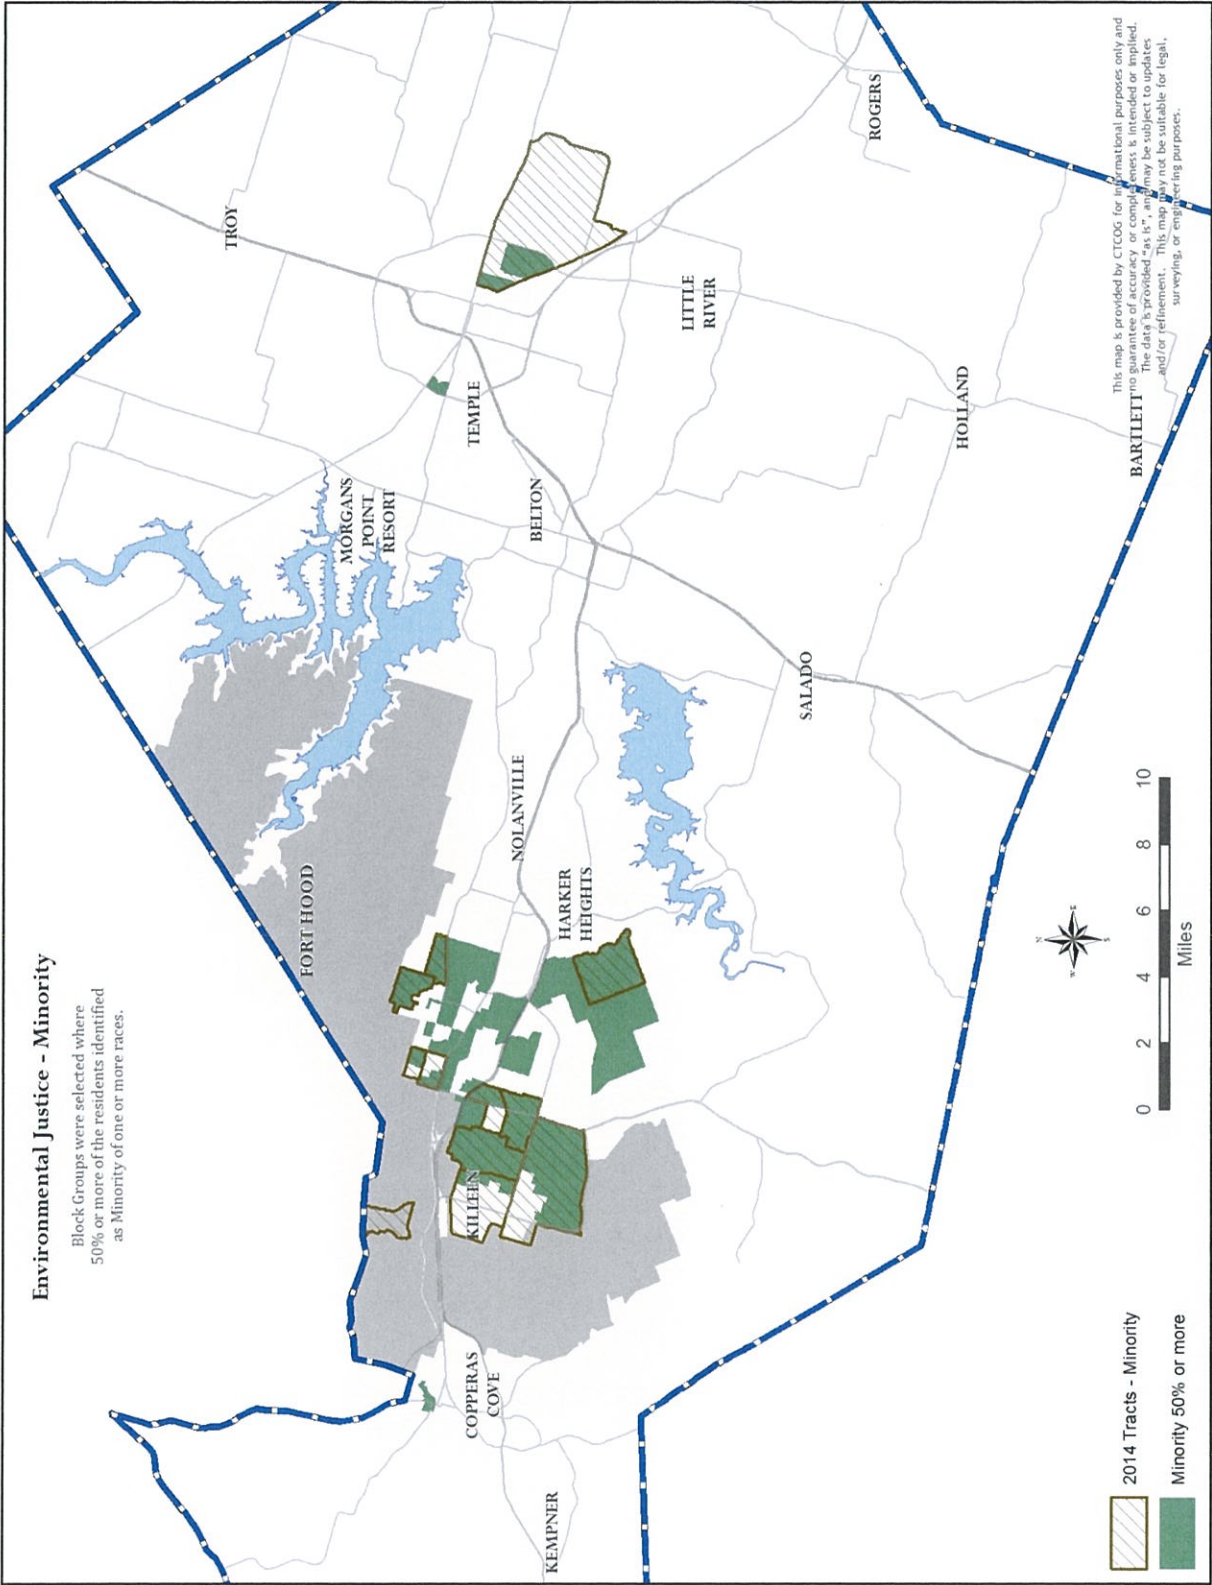 Environmental Justice - Minority
Block Groups were selected where
50% or more of the residents identified
as Minority of one or more races.
TROY
FORT HOOD
MORGANS
POINT
RESORT
TEMPLE
BELTON
NOLANVILLE
HARKER
HEIGHTS
KILLEEN
COPPERAS
COVE
KEMPNER
LITTLE
RIVER
ROGERS
SALADO
HOLLAND
BARTLETT
2014 Tracts - Minority
Minority 50% or more
N
W
E
S
0 2 4 6 8 10
Miles
This map is provided by CTCOG for informational purposes only and
no guarantee of accuracy or completeness is intended or implied.
The data is provided "as is", and may be subject to updates
and/or refinement. This map may not be suitable for legal,
surveying, or engineering purposes.